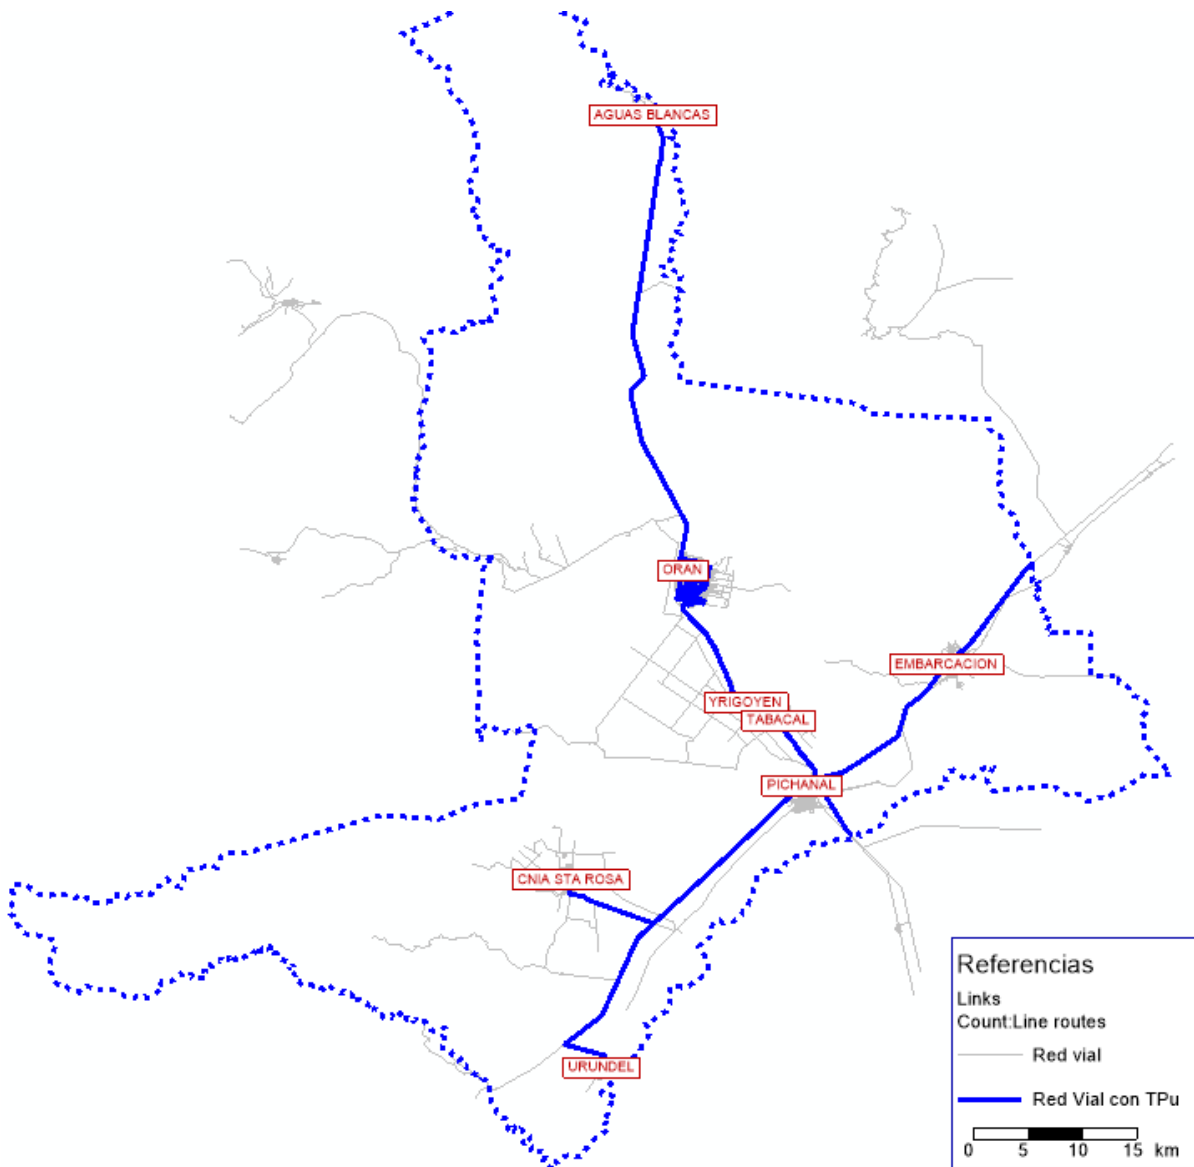 AGUAS BLANCAS
ORAN
EMBARCACION
YRIGOYEN
TABACAL
PICHANAL
CNIA STA ROSA
URUNDEL
Referencias
Links
Count:Line routes
Red vial
Red Vial con TPu
0 5 10 15 km